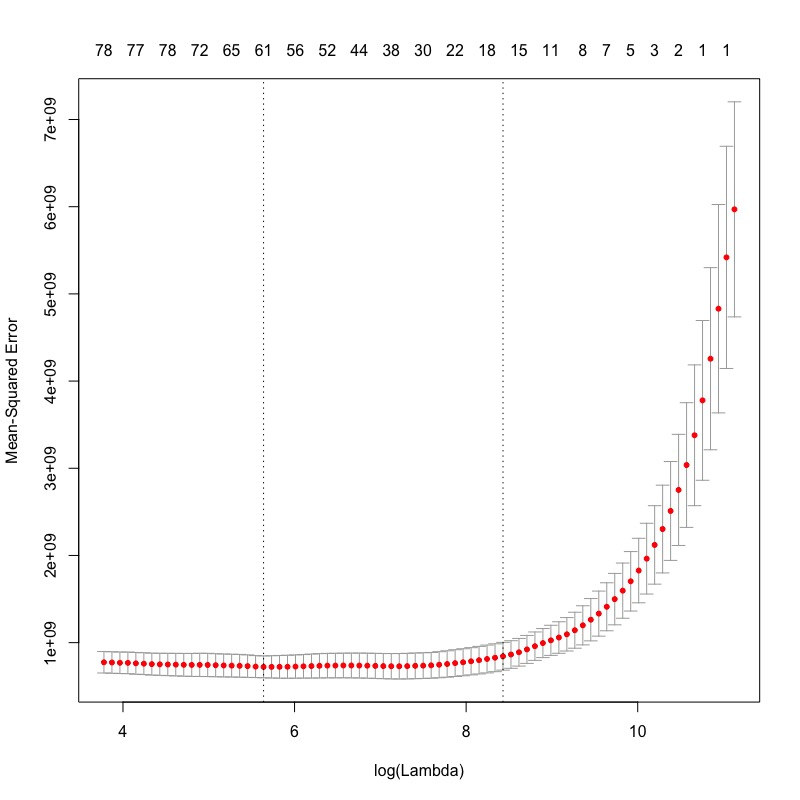 78 77 78 72 65 61 56 52 44 38 30 22 18 15 11 8 7 5 3 2 1 1
7e+09
6e+09
5e+09
4e+09
3e+09
2e+09
1e+09
Mean-Squared Error
4 6 8 10
log(Lambda)